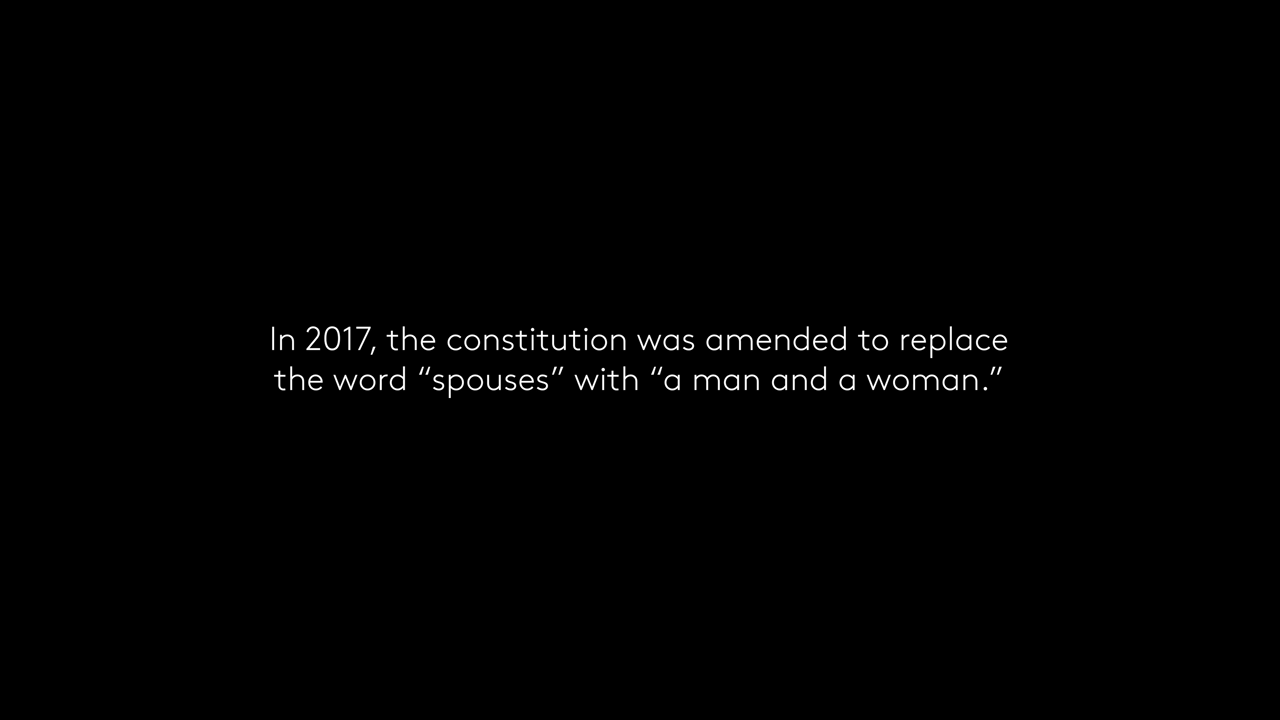 In 2017, the constitution was amended to replace
the word “spouses” with “a man and a woman.”